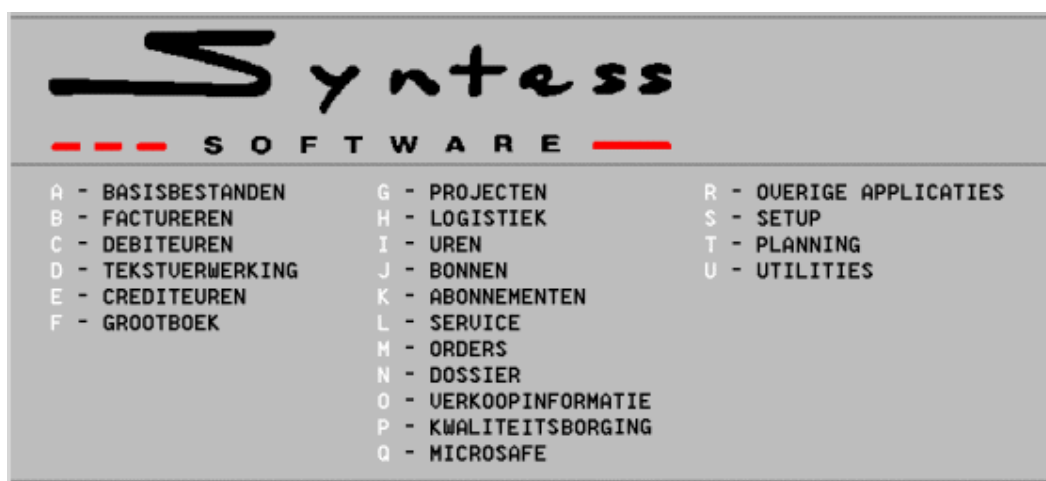 Syntess
SOFTWARE
A - BASISBESTANDEN
B - FACTUREREN
C - DEBITEUREN
D - TEKSTVERWERKING
E - CREDITEUREN
F - GROOTBOEK
G - PROJECTEN
H - LOGISTIEK
I - UREN
J - BONNEN
K - ABONNEMENTEN
L - SERVICE
M - ORDERS
N - DOSSIER
O - VERKOOPINFORMATIE
P - KWALITEITSBORGING
Q - MICROSAFE
R - OVERIGE APPLICATIES
S - SETUP
T - PLANNING
U - UTILITIES